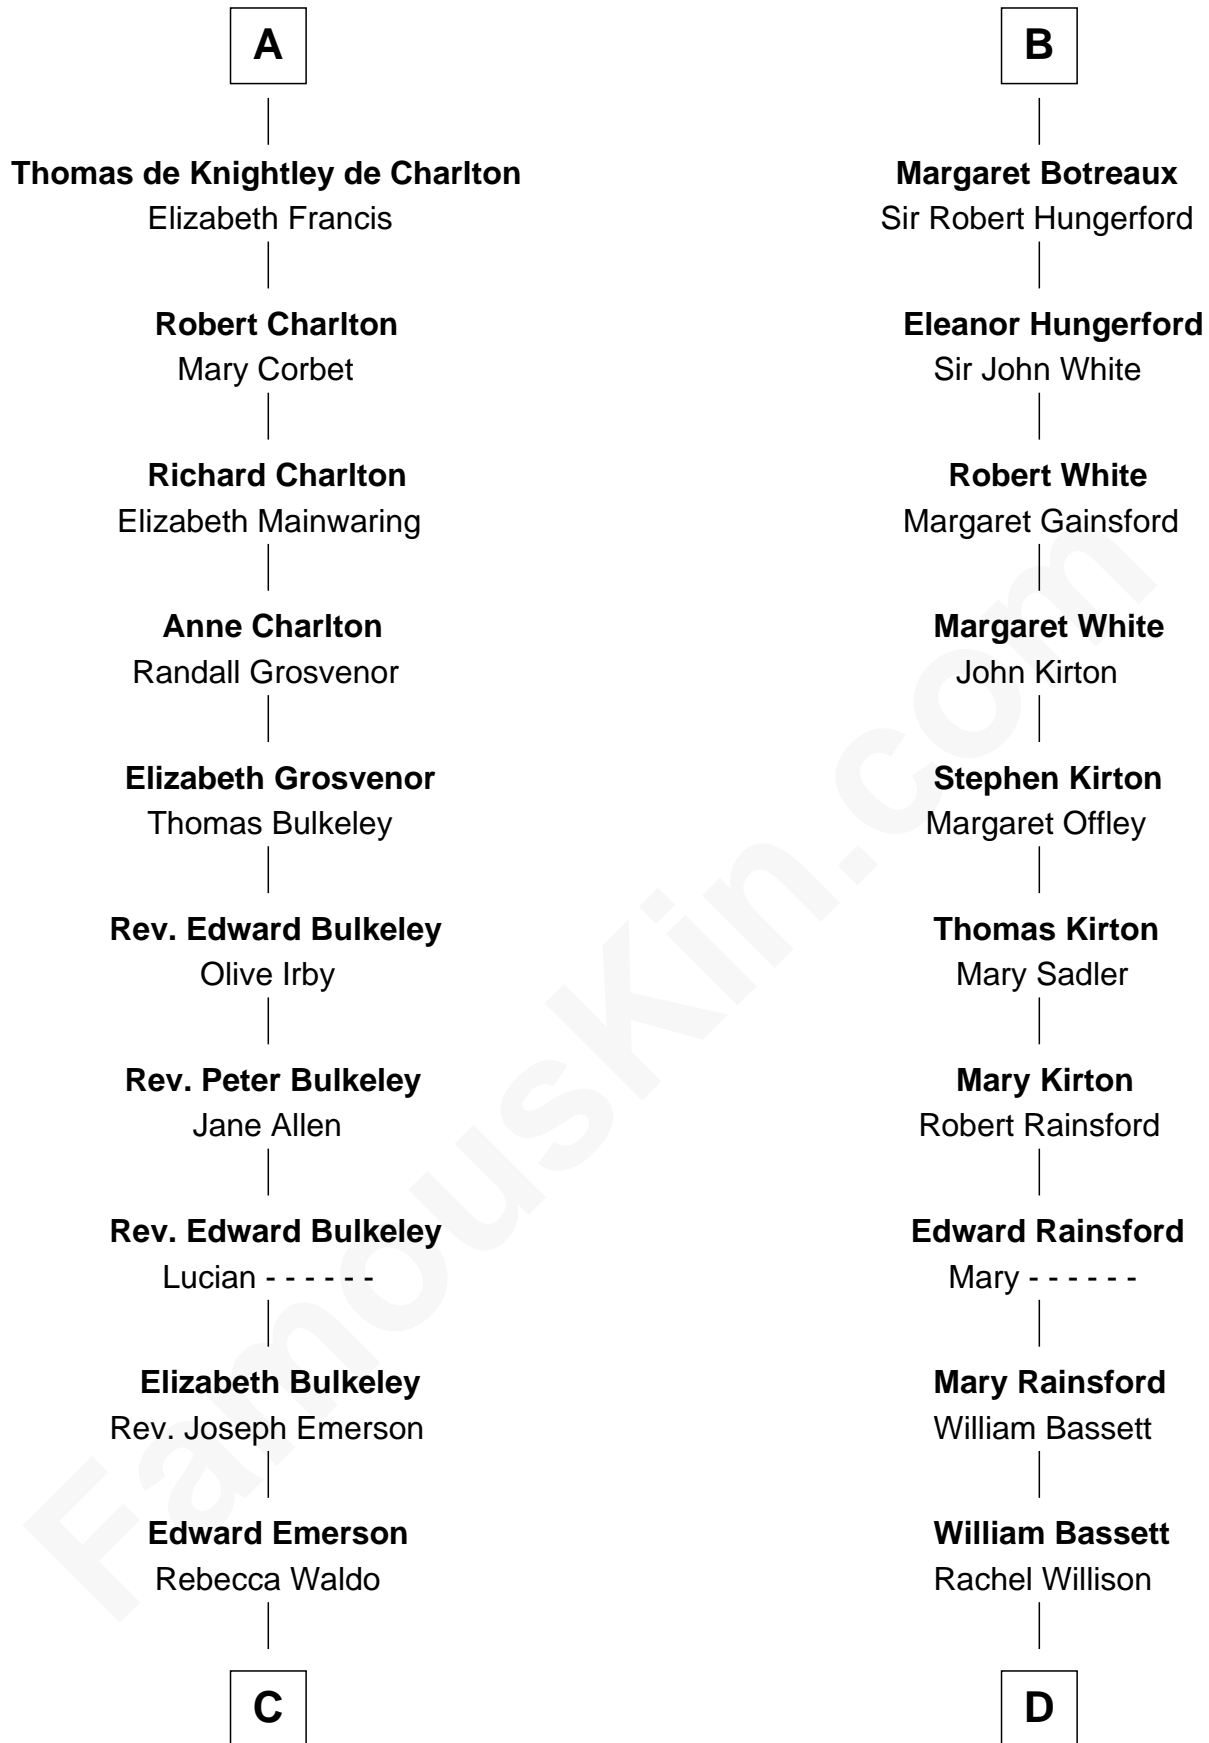 A
Thomas de Knightley de Charlton
Elizabeth Francis
Robert Charlton
Mary Corbet
Richard Charlton
Elizabeth Mainwaring
Anne Charlton
Randall Grosvenor
Elizabeth Grosvenor
Thomas Bulkeley
Rev. Edward Bulkeley
Olive Irby
Rev. Peter Bulkeley
Jane Allen
Rev. Edward Bulkeley
Lucian - - - - - -
Elizabeth Bulkeley
Rev. Joseph Emerson
Edward Emerson
Rebecca Waldo
C
B
Margaret Botreaux
Sir Robert Hungerford
Eleanor Hungerford
Sir John White
Robert White
Margaret Gainsford
Margaret White
John Kirton
Stephen Kirton
Margaret Offley
Thomas Kirton
Mary Sadler
Mary Kirton
Robert Rainsford
Edward Rainsford
Mary - - - - - -
Mary Rainsford
William Bassett
William Bassett
Rachel Willison
D
FamousKin.com